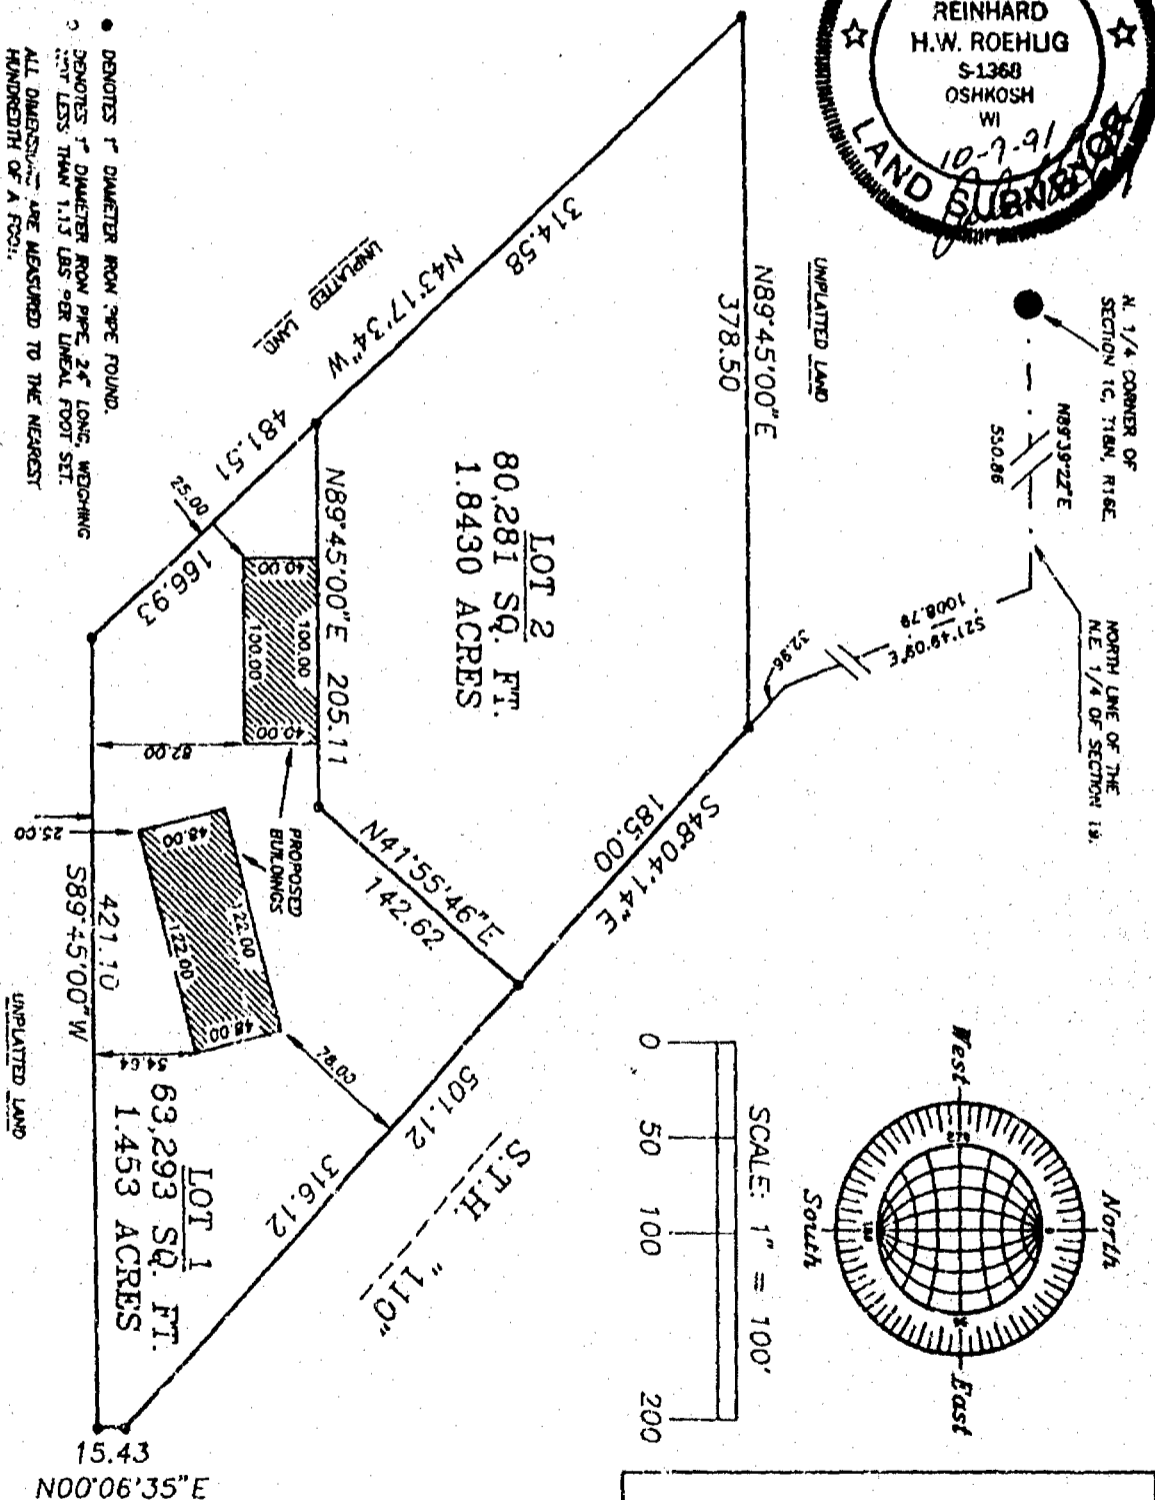 REINHARD
H.W. ROEHLIG
S-1368
OSHKOSH
WI
10-7-91
LAND SURVEYOR
N. 1/4 CORNER OF
SECTION 19, T18N, R16E.
N89°39'22"E
550.86
NORTH LINE OF THE
N.E. 1/4 OF SECTION 19.
S21°49'09"E
1008.79
32.96
UNPLATTED LAND
N89°45'00"E
378.50
S48°04'14"E
185.00
314.58
N43°17'34"W
UNPLATTED LAND
481.51
166.93
25.00
LOT 2
80,281 SQ. FT.
1.8430 ACRES
N89°45'00"E 205.11
N41°55'46"E
142.62
40.00
100.00
100.00
40.00
82.00
PROPOSED
BUILDINGS
48.00
122.00
122.00
48.00
25.00
54.64
78.00
421.10
S89°45'00"W
UNPLATTED LAND
LOT 1
63,293 SQ. FT.
1.453 ACRES
501.12
316.12
S.T.H. "110"
15.43
N00°06'35"E
North
South
East
West
SCALE: 1" = 100'
0 50 100 200
DENOTES 1" DIAMETER IRON PIPE FOUND.
DENOTES 1" DIAMETER IRON PIPE, 24" LONG, WEIGHING
NOT LESS THAN 1.13 LBS PER LINEAL FOOT SET.
ALL DIMENSIONS ARE MEASURED TO THE NEAREST
HUNDREDTH OF A FOOT.